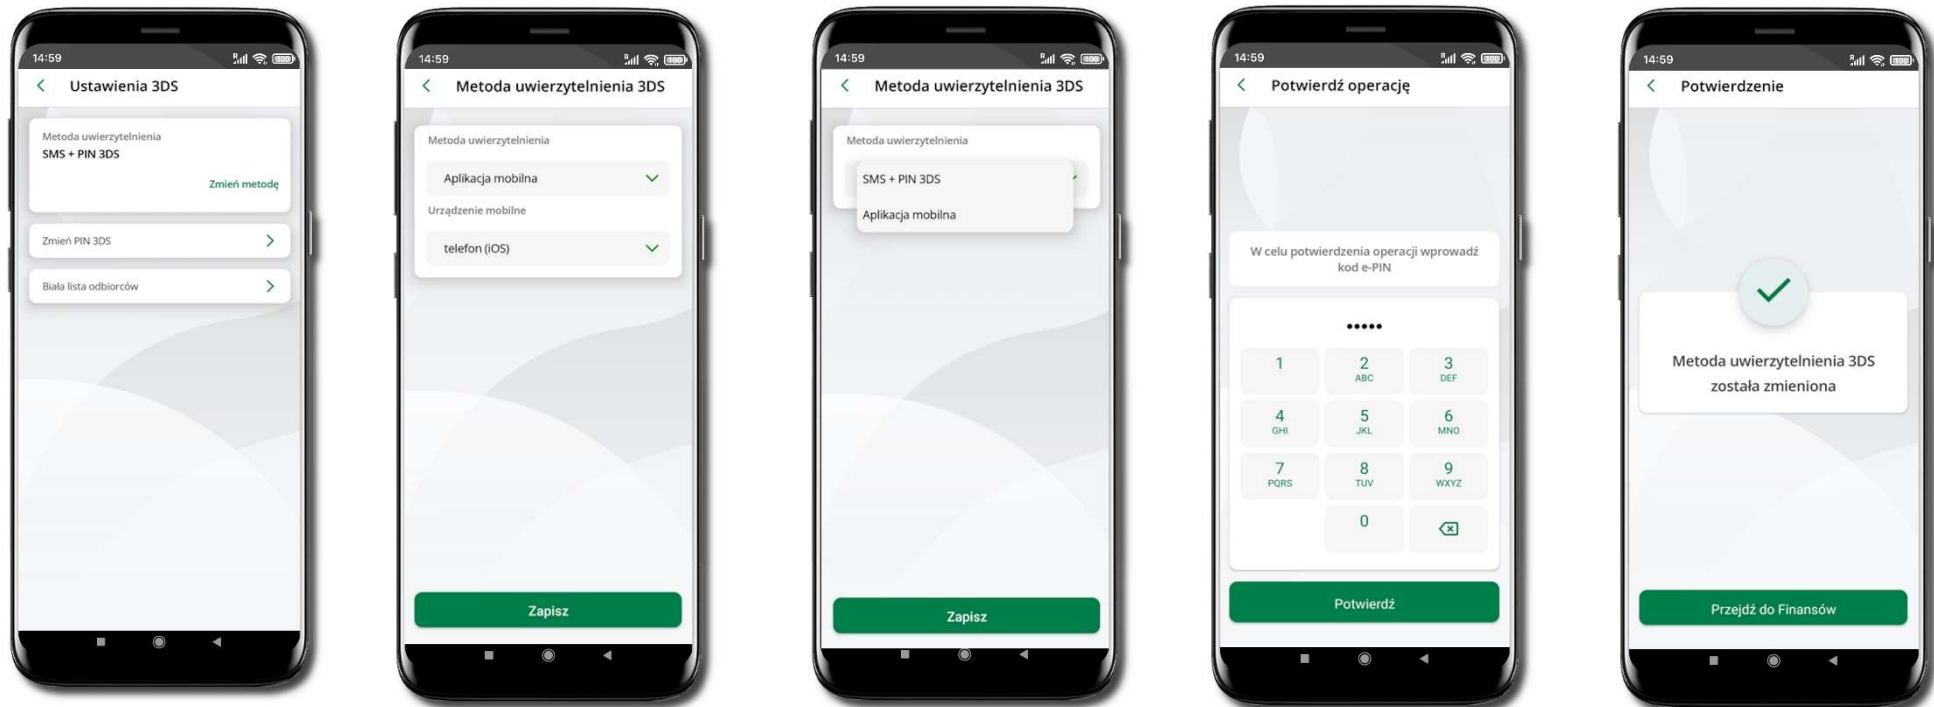 14:59
Ustawienia 3DS
Metoda uwierzytelnienia
SMS + PIN 3DS
Zmień metodę
Zmień PIN 3DS
Biała lista odbiorców
14:59
Metoda uwierzytelnienia 3DS
Metoda uwierzytelnienia
Aplikacja mobilna
Urządzenie mobilne
telefon (iOS)
Zapisz
14:59
Metoda uwierzytelnienia 3DS
Metoda uwierzytelnienia
SMS + PIN 3DS
Aplikacja mobilna
Zapisz
14:59
Potwierdź operację
W celu potwierdzenia operacji wprowadź
kod e-PIN
1 2 3
ABC DEF
4 5 6
GHI JKL MNO
7 8 9
PQRS TUV WXYZ
0
Potwierdź
14:59
Potwierdzenie
Metoda uwierzytelnienia 3DS
została zmieniona
Przejdź do Finansów